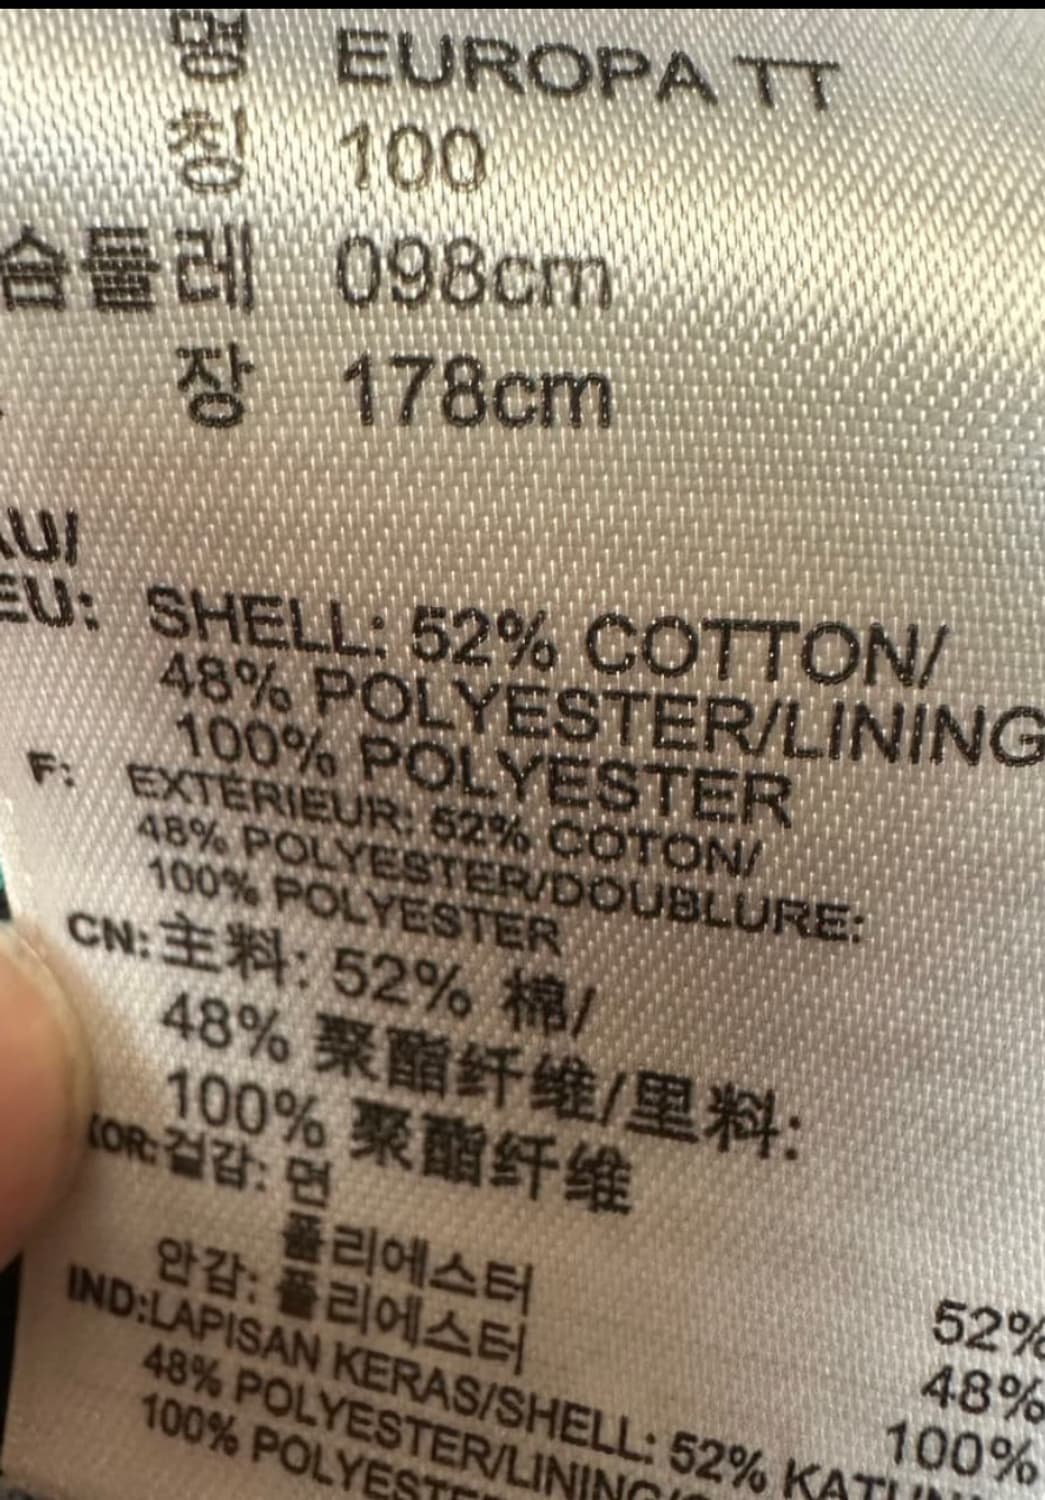 명 EUROPA TT
칭 100
슴둘레 098cm
장 178cm
AU/
EU: SHELL: 52% COTTON/
48% POLYESTER/LINING
100% POLYESTER
F: EXTERIEUR: 52% COTON/
48% POLYESTER/DOUBLURE:
100% POLYESTER
CN:主料: 52% 棉/
48% 聚酯纤维/里料:
100% 聚酯纤维
KOR:겉감: 면 52%
폴리에스터 48%
안감: 폴리에스터 100%
IND:LAPISAN KERAS/SHELL: 52% KATUN
48% POLYESTER/LINING/
100% POLYESTE